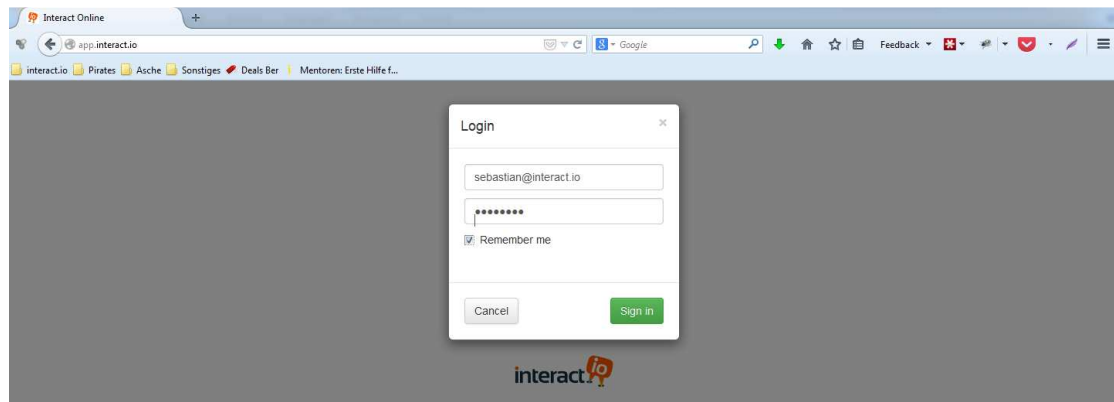 Interact Online
app.interact.io
Google
Feedback
interact.io Pirates Asche Sonstiges Deals Ber Mentoren: Erste Hilfe f...
Login
sebastian@interact.io
Remember me
Cancel Sign in
interact io